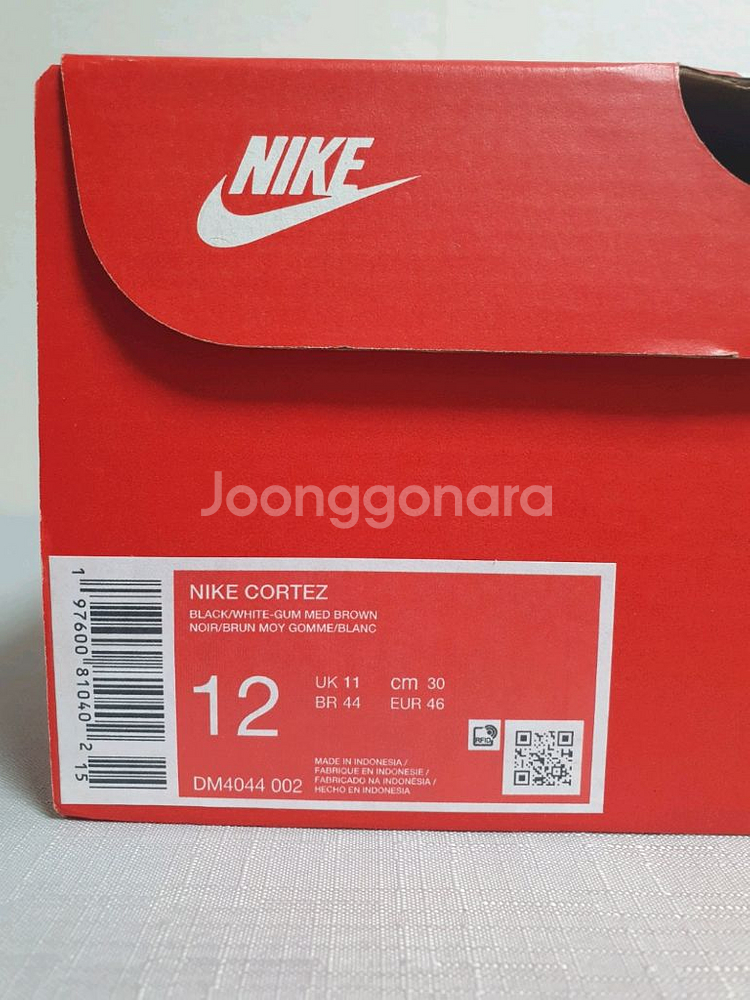 NIKE
Joonggonara
NIKE CORTEZ
BLACK/WHITE-GUM MED BROWN
NOIR/BRUN MOY GOMME/BLANC
12
UK 11 cm 30
BR 44 EUR 46
RFID
DM4044 002
MADE IN INDONESIA /
FABRIQUE EN INDONESIE /
FABRICADO NA INDONÉSIA /
HECHO EN INDONESIA
1 97600 81040 2 15